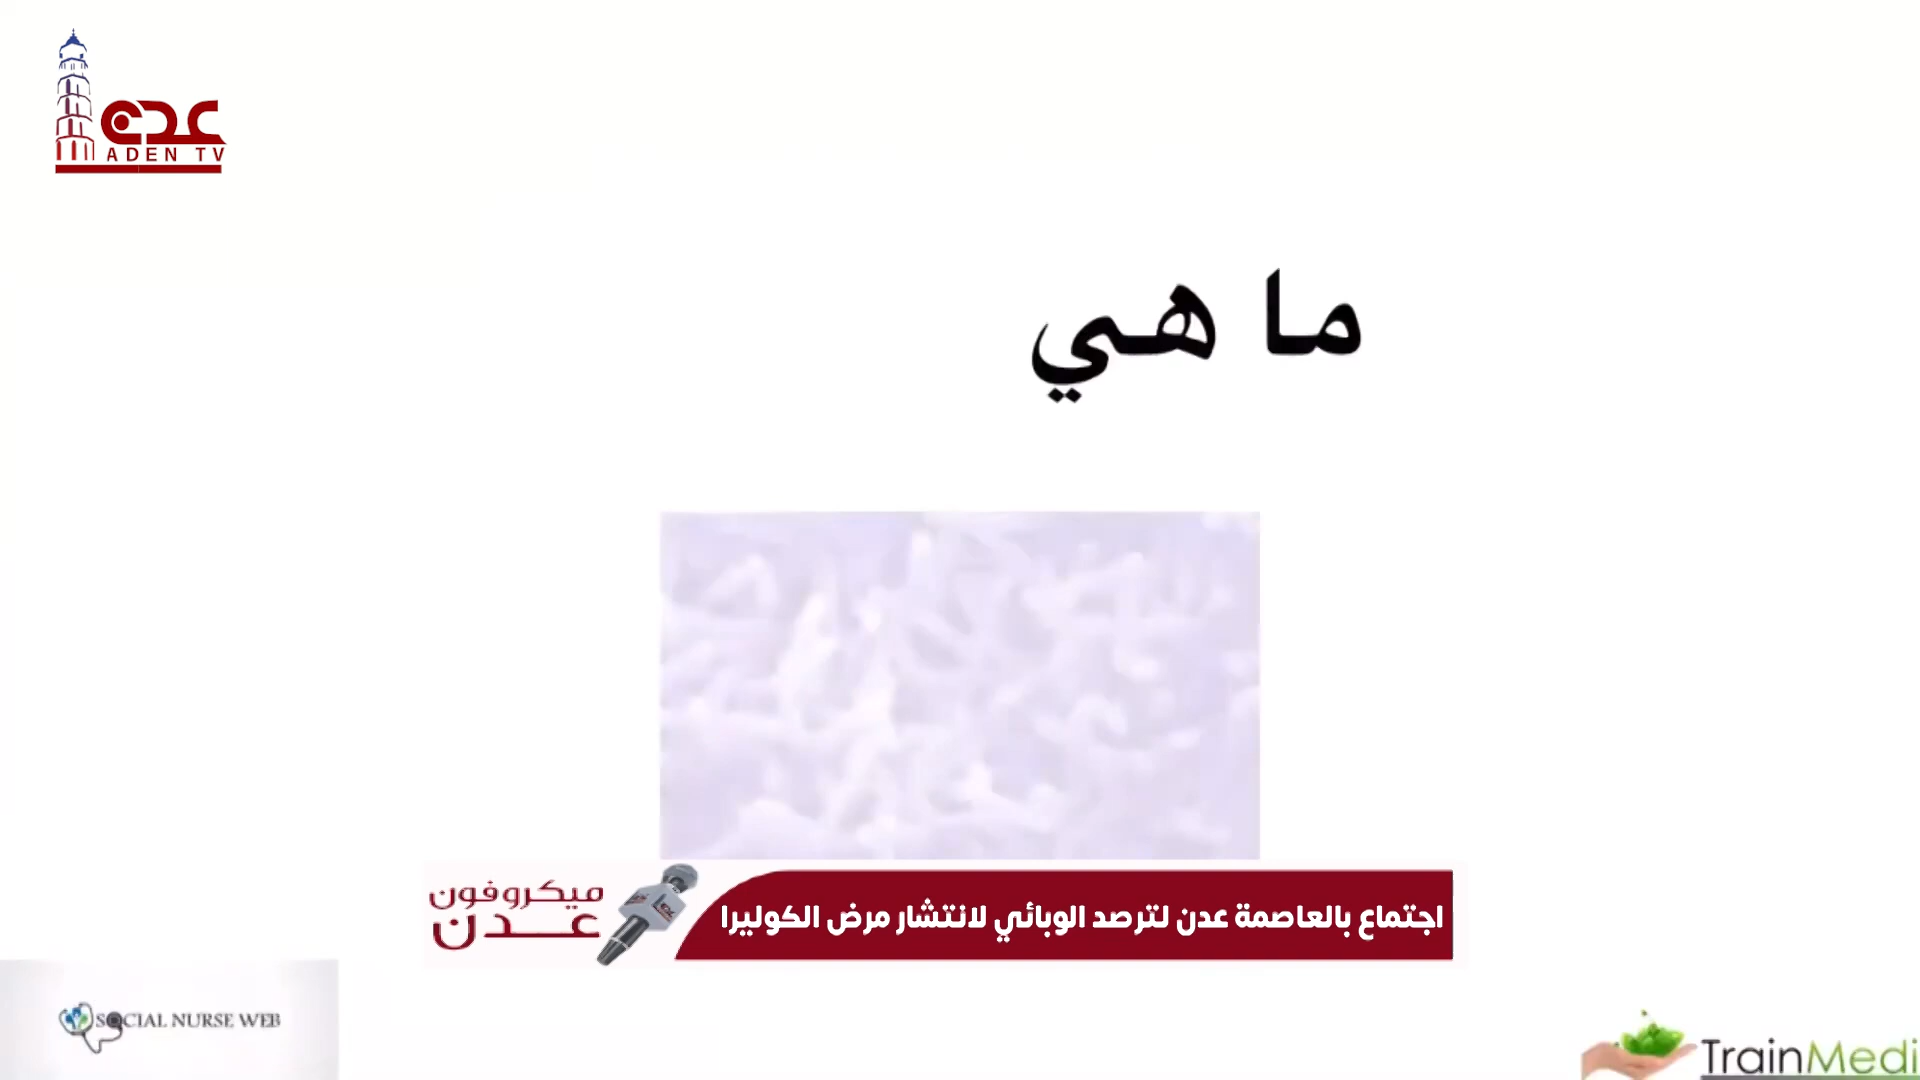 عدن
ADEN TV
ما هي
ميكروفون
عدن
اجتماع بالعاصمة عدن لترصد الوبائي لانتشار مرض الكوليرا
SOCIAL NURSE WEB
TrainMedi